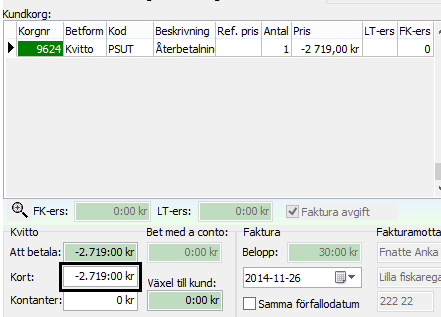 Kundkorg:
Korgnr Betform Kod Beskrivning Ref. pris Antal Pris LT-ers FK-ers
9624 Kvitto PSUT Återbetalnin 1 -2 719,00 kr 0
FK-ers: 0:00 kr LT-ers: 0:00 kr Faktura avgift
Kvitto Bet med a conto: Faktura Fakturamotta
Att betala: -2.719:00 kr 0:00 kr Belopp: 30:00 kr Fnatte Anka
Kort: -2.719:00 kr Växel till kund: 2014-11-26 Lilla fiskarega
Kontanter: 0 kr 0:00 kr Samma förfallodatum 222 22